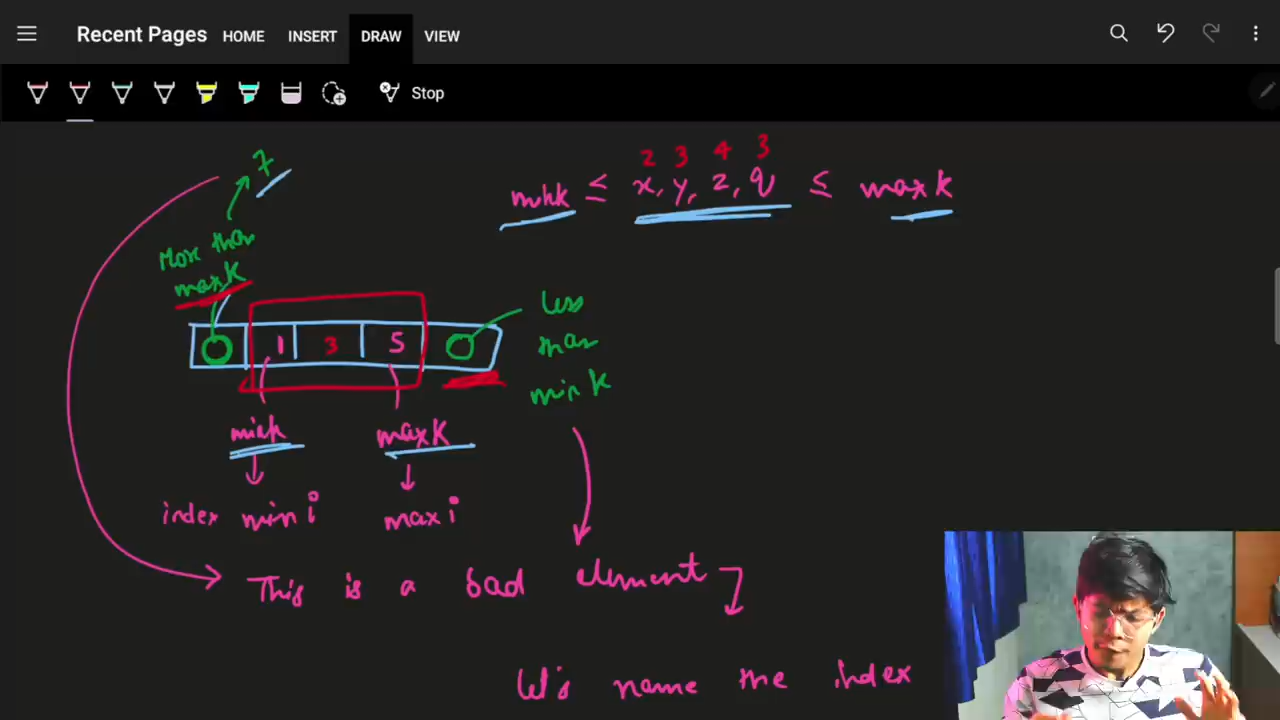 Recent Pages HOME INSERT DRAW VIEW
Stop
7
2 3 4 3
mink ≤ x, y, z, q ≤ maxk
More than
maxk
1 3 5
less
than
mink
mink maxk
index mini maxi
This is a bad element
let's name the index